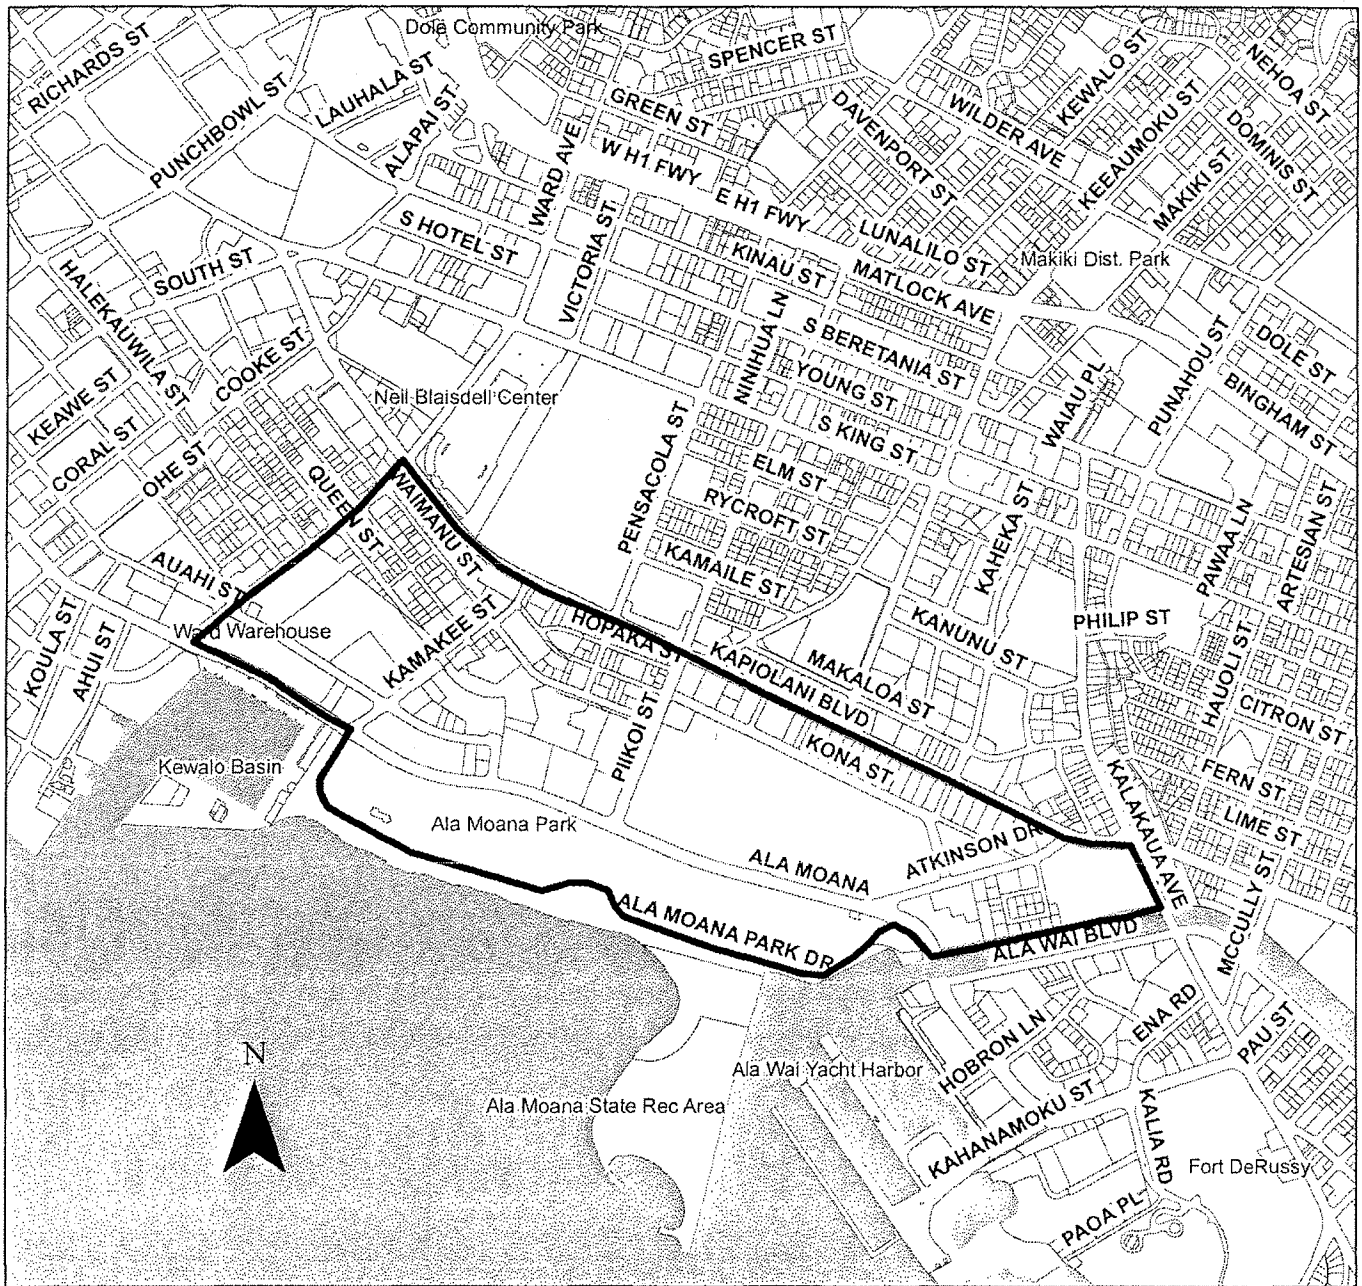 Dole Community Park
RICHARDS ST
PUNCHBOWL ST
LAUHALA ST
ALAPAI ST
SPENCER ST
GREEN ST
WARD AVE
W H1 FWY
E H1 FWY
DAVENPORT ST
WILDER AVE
KEWALO ST
KEEAUMOKU ST
NEHOA ST
DOMINIS ST
MAKIKI ST
LUNALILO ST
Makiki Dist. Park
MATLOCK AVE
KINAU ST
S HOTEL ST
VICTORIA ST
SOUTH ST
HALEKAUWILA ST
COOKE ST
KEAWE ST
CORAL ST
OHE ST
Neil Blaisdell Center
NINIHUA LN
S BERETANIA ST
YOUNG ST
S KING ST
WAIAU PL
PUNAHOU ST
DOLE ST
BINGHAM ST
PENSACOLA ST
ELM ST
RYCROFT ST
KAMAILE ST
KAHEKA ST
PAWAA LN
ARTESIAN ST
QUEEN ST
WAIMANU ST
AUAHI ST
Ward Warehouse
KOULA ST
AHUI ST
KAMAKEE ST
HOPAKA ST
KAPIOLANI BLVD
MAKALOA ST
KANUNU ST
PHILIP ST
HAUOLI ST
CITRON ST
FERN ST
LIME ST
PIIKOI ST
KONA ST
KALAKAUA AVE
MCCULLY ST
Kewalo Basin
Ala Moana Park
ALA MOANA
ATKINSON DR
ALA MOANA PARK DR
ALA WAI BLVD
HOBRON LN
ENA RD
PAU ST
N
Ala Wai Yacht Harbor
Ala Moana State Rec Area
KAHANAMOKU ST
KALIA RD
Fort DeRussy
PAOA PL